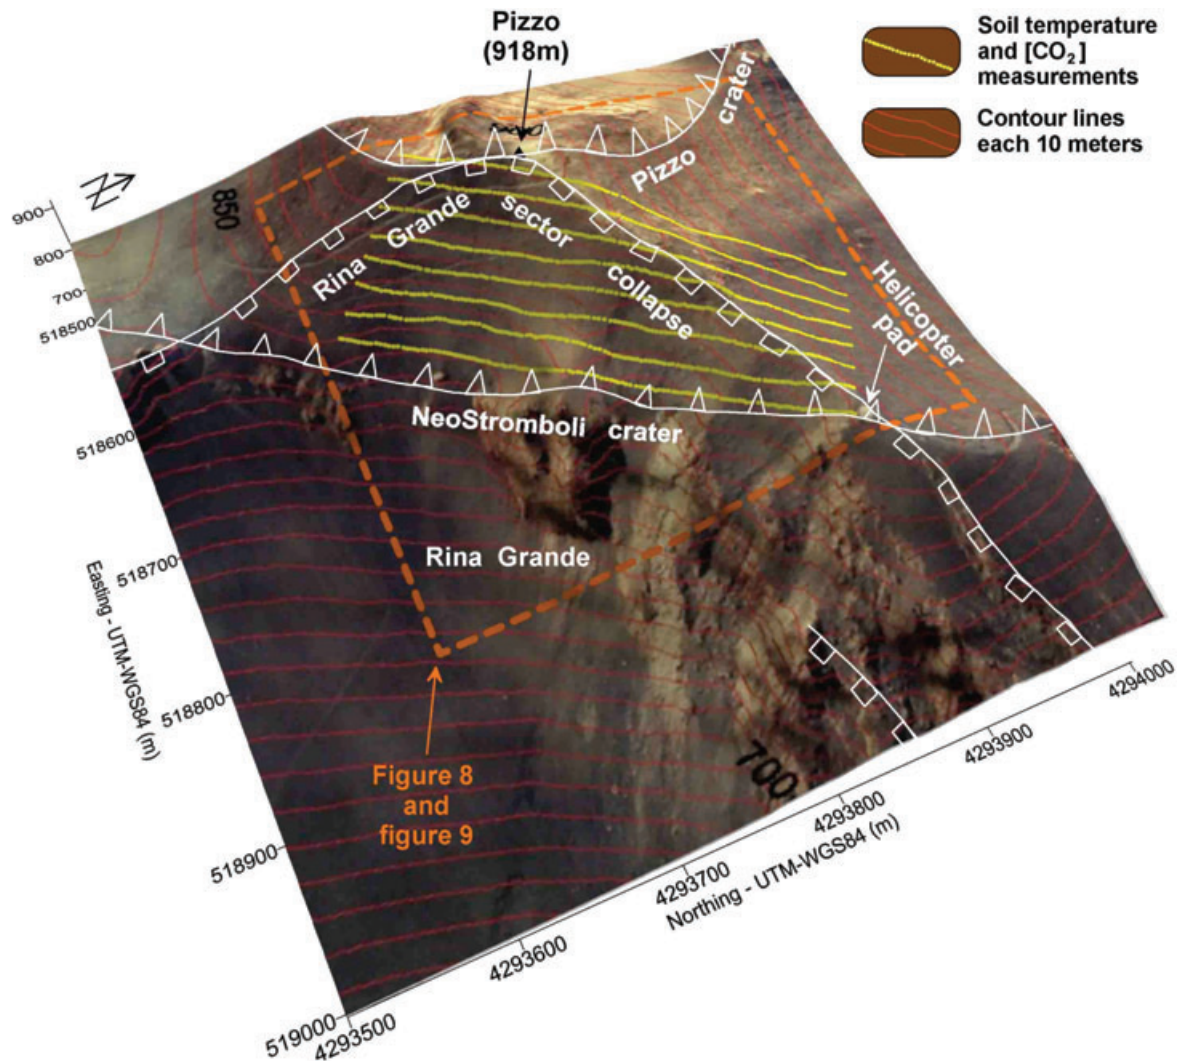 Pizzo
(918m)
Soil temperature
and [CO₂]
measurements
Contour lines
each 10 meters
N
850
900
800
700
518500
518600
518700
518800
518900
519000
Easting - UTM-WGS84 (m)
Pizzo crater
Rina Grande sector collapse
Helicopter
pad
NeoStromboli crater
Rina Grande
Figure 8
and
figure 9
700
4293500
4293600
4293700
4293800
4293900
4294000
Northing - UTM-WGS84 (m)